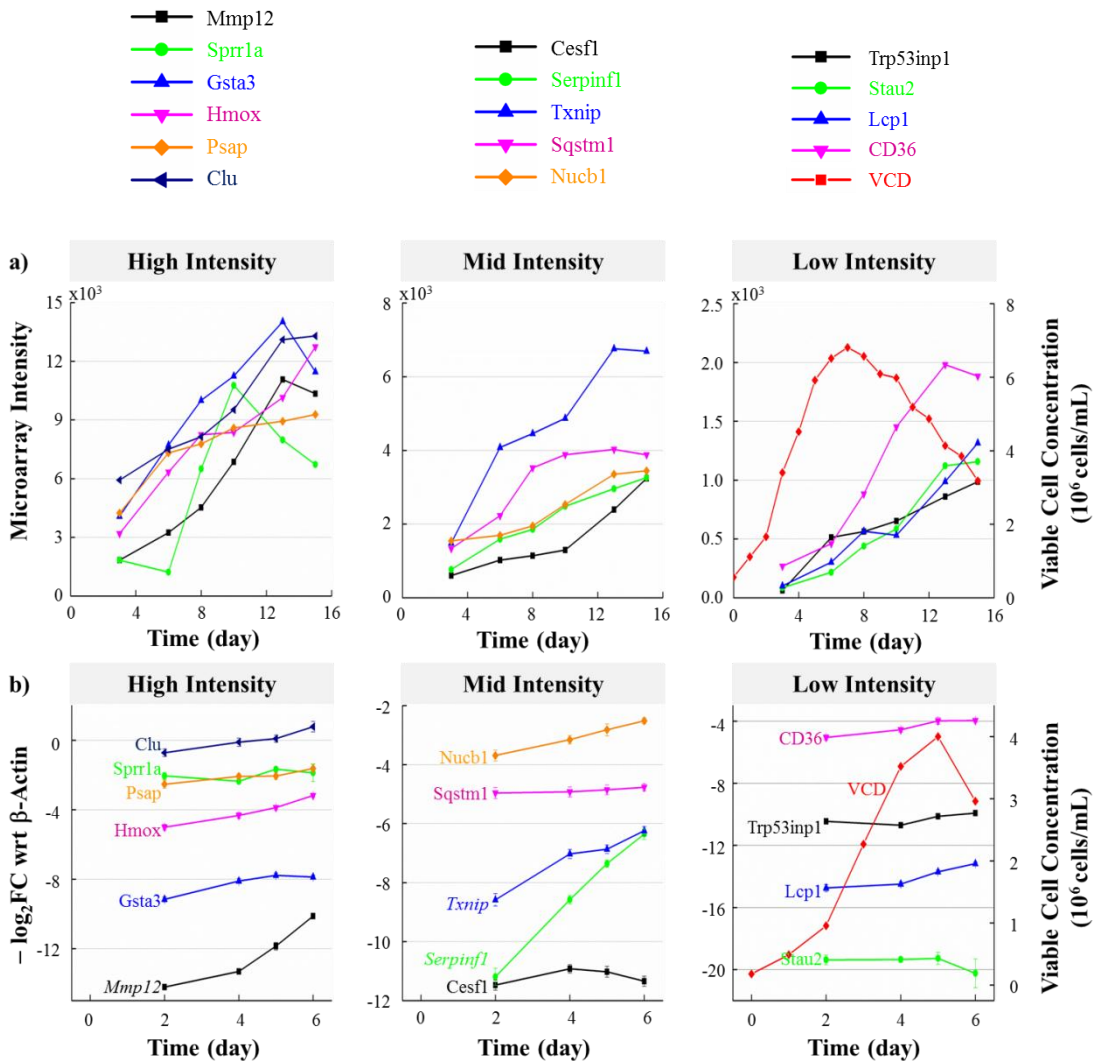 Mmp12
Sprr1a
Gsta3
Hmox
Psap
Clu
Cesf1
Serpinf1
Txnip
Sqstm1
Nucb1
Trp53inp1
Stau2
Lcp1
CD36
VCD
a)
High Intensity
Mid Intensity
Low Intensity
Microarray Intensity
x10³
15
12
9
6
3
0
0 4 8 12 16
Time (day)
x10³
8
6
4
2
0
0 4 8 12 16
Time (day)
x10³
2.5
2.0
1.5
1.0
0.5
0.0
0 4 8 12 16
Time (day)
8
6
4
2
0
Viable Cell Concentration
(10⁶ cells/mL)
b)
High Intensity
Mid Intensity
Low Intensity
− log₂FC wrt β-Actin
0
-4
-8
-12
Clu
Sprr1a
Psap
Hmox
Gsta3
Mmp12
0 2 4 6
Time (day)
-2
-4
-6
-8
-10
-12
Nucb1
Sqstm1
Txnip
Serpinf1
Cesf1
0 2 4 6
Time (day)
-4
-8
-12
-16
-20
CD36
VCD
Trp53inp1
Lcp1
Stau2
0 2 4 6
Time (day)
4
3
2
1
0
Viable Cell Concentration
(10⁶ cells/mL)